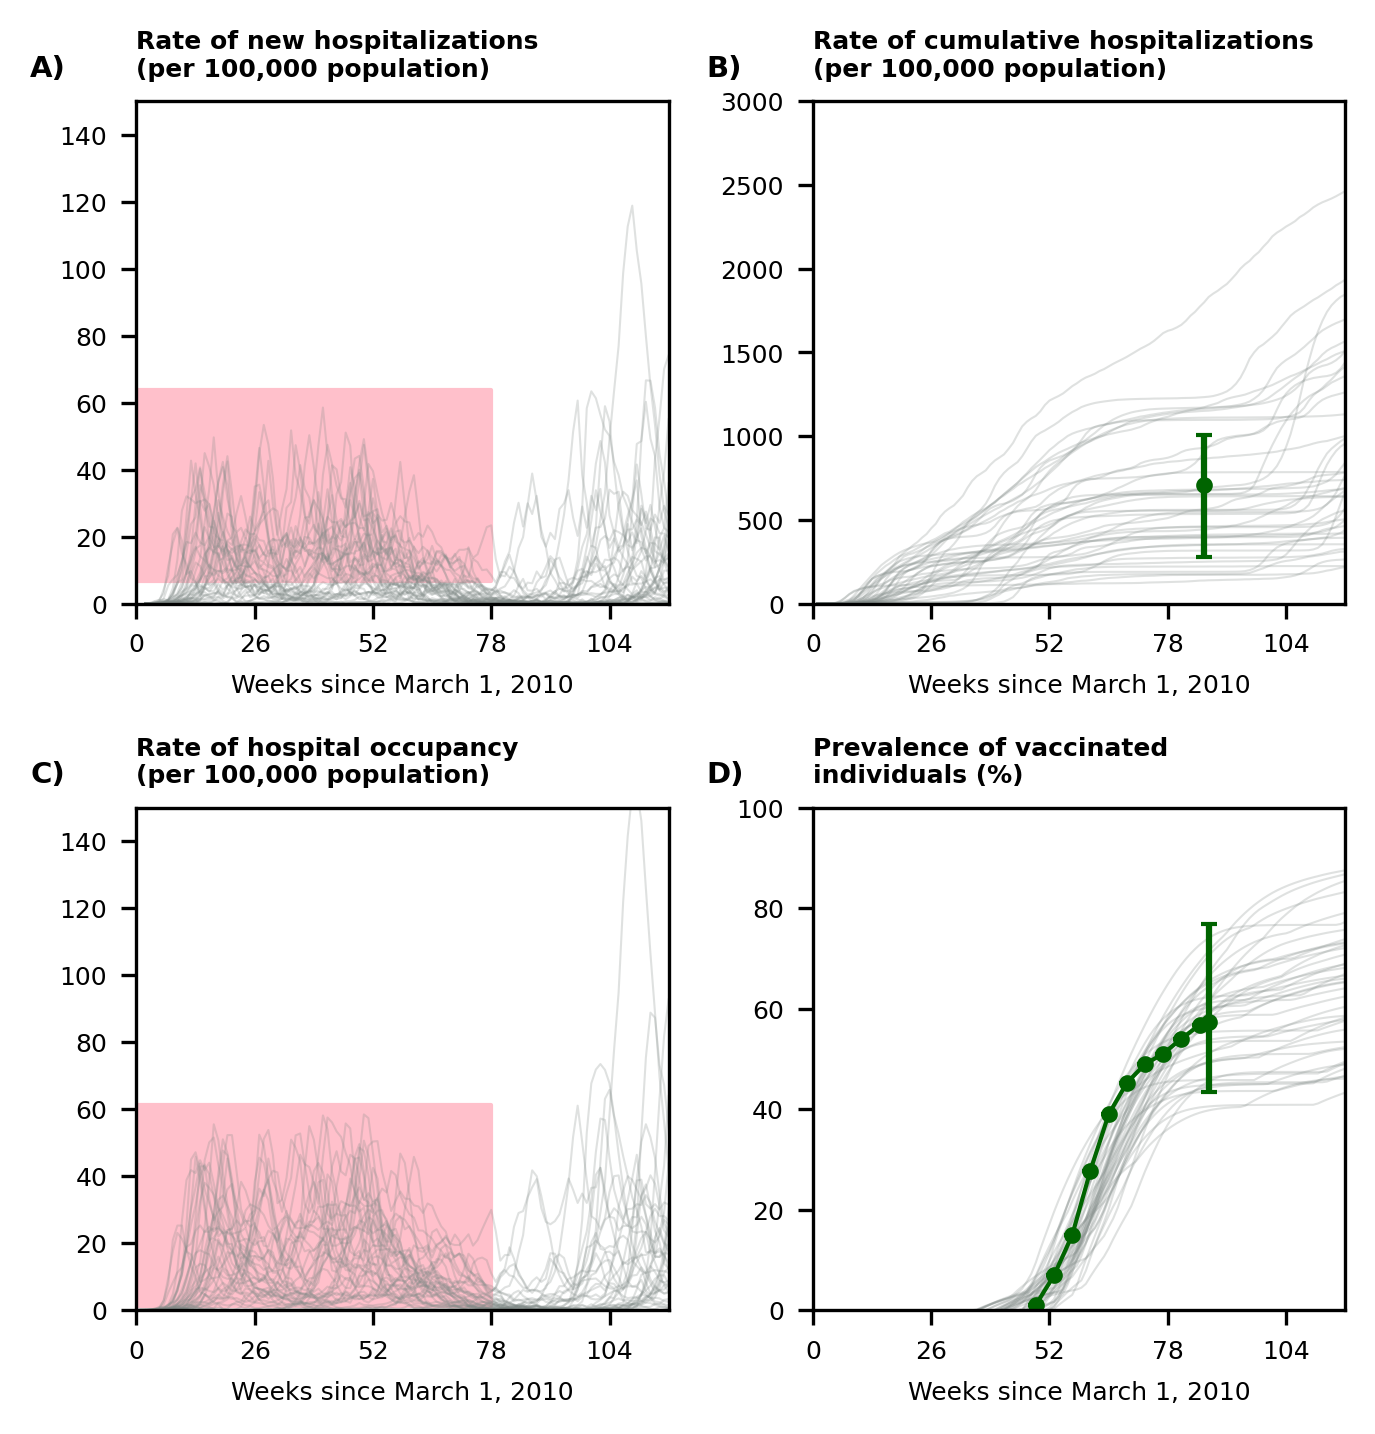 A)
Rate of new hospitalizations
(per 100,000 population)
140
120
100
80
60
40
20
0
0 26 52 78 104
Weeks since March 1, 2010
B)
Rate of cumulative hospitalizations
(per 100,000 population)
3000
2500
2000
1500
1000
500
0
0 26 52 78 104
Weeks since March 1, 2010
C)
Rate of hospital occupancy
(per 100,000 population)
140
120
100
80
60
40
20
0
0 26 52 78 104
Weeks since March 1, 2010
D)
Prevalence of vaccinated
individuals (%)
100
80
60
40
20
0
0 26 52 78 104
Weeks since March 1, 2010